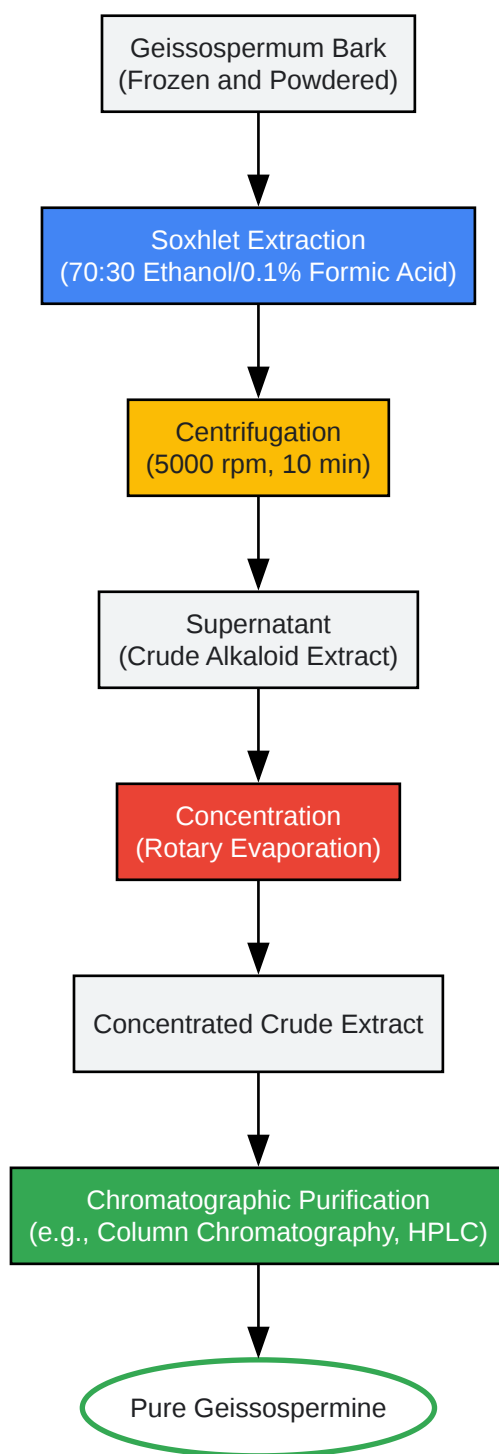 Geissospermum Bark
(Frozen and Powdered)
Soxhlet Extraction
(70:30 Ethanol/0.1% Formic Acid)
Centrifugation
(5000 rpm, 10 min)
Supernatant
(Crude Alkaloid Extract)
Concentration
(Rotary Evaporation)
Concentrated Crude Extract
Chromatographic Purification
(e.g., Column Chromatography, HPLC)
Pure Geissospermine